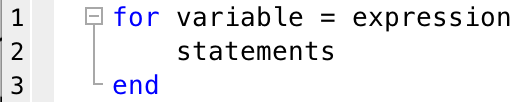 1 for variable = expression
2 statements
3 end